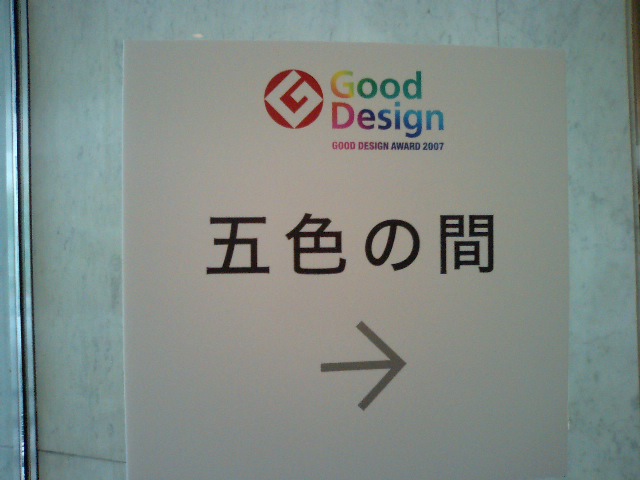 Good
Design
GOOD DESIGN AWARD 2007
五色の間
→